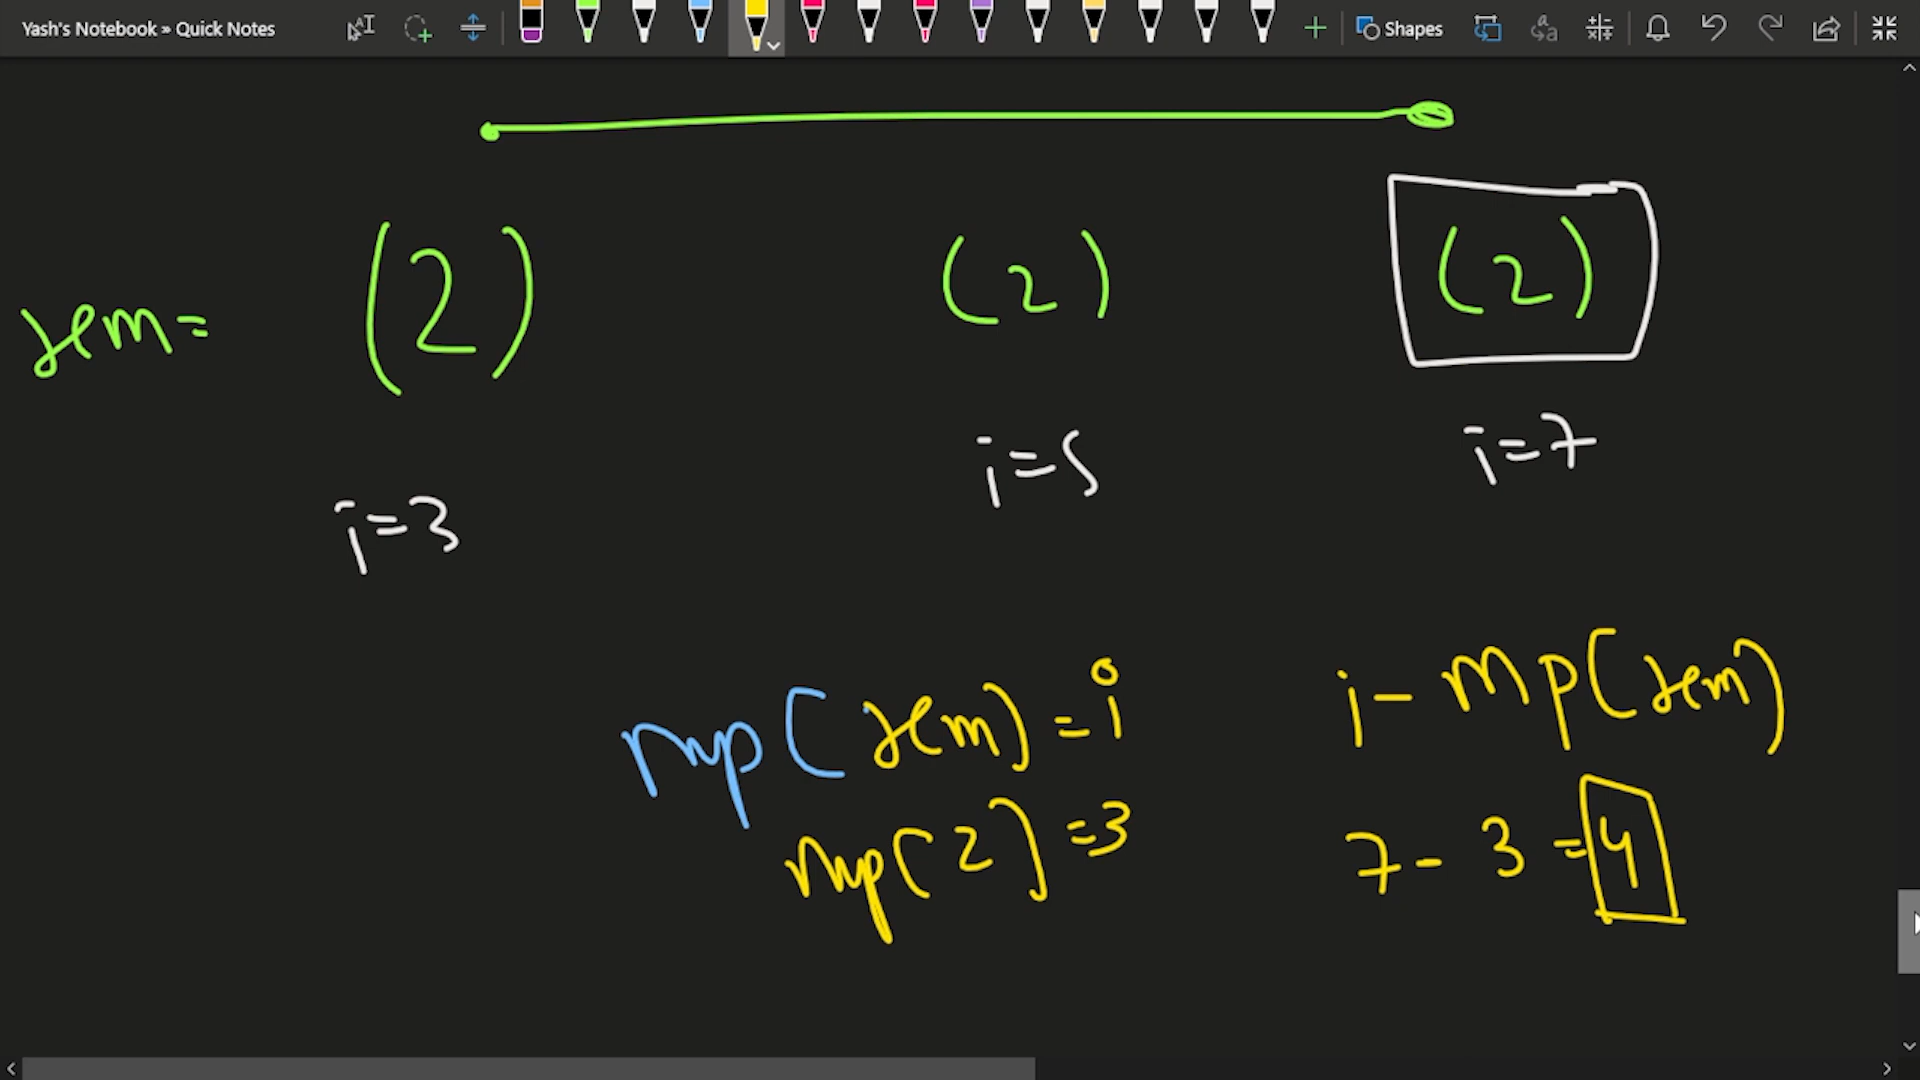 Yash's Notebook » Quick Notes
Shapes
rem = (2) (2) (2)
i=3 i=5 i=7
mp(rem) = i i - mp(rem)
mp[2] = 3 7 - 3 = 4